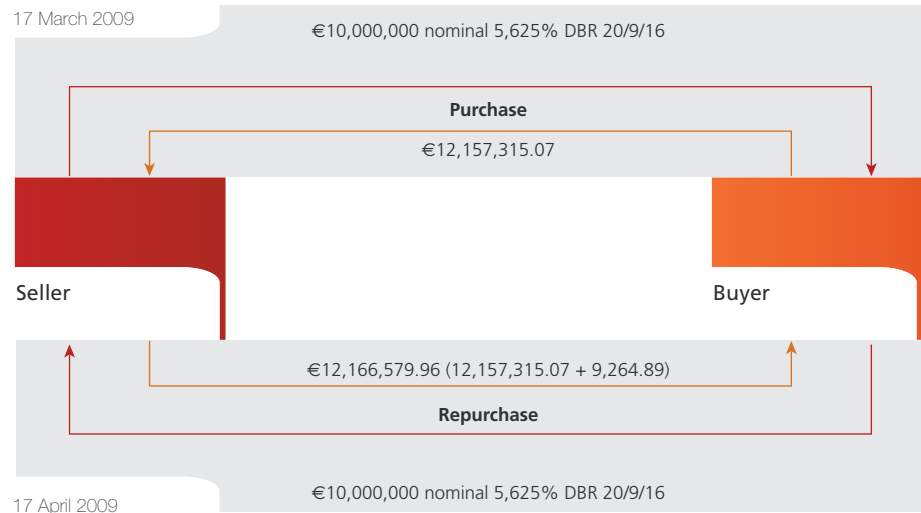 17 March 2009
€10,000,000 nominal 5,625% DBR 20/9/16
Purchase
€12,157,315.07
Seller
Buyer
€12,166,579.96 (12,157,315.07 + 9,264.89)
Repurchase
€10,000,000 nominal 5,625% DBR 20/9/16
17 April 2009